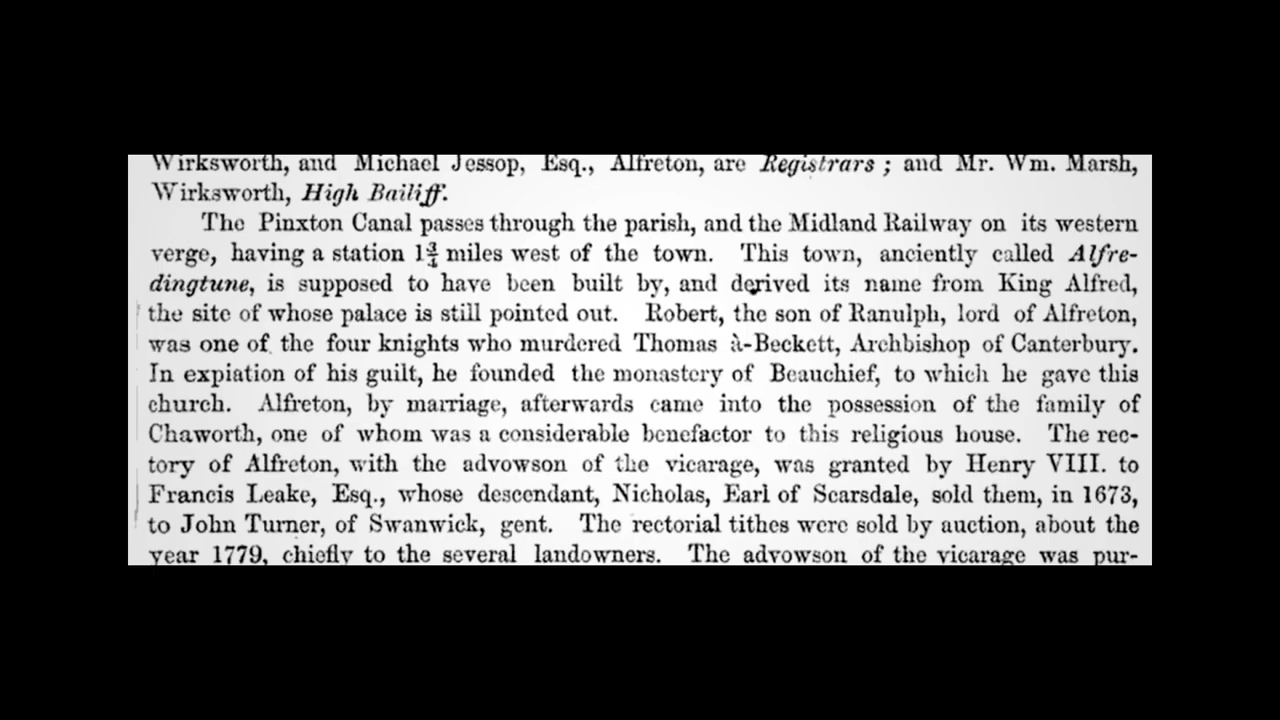 Wirksworth, and Michael Jessop, Esq., Alfreton, are Registrars; and Mr. Wm. Marsh,
Wirksworth, High Bailiff.
The Pinxton Canal passes through the parish, and the Midland Railway on its western
verge, having a station 1¾ miles west of the town. This town, anciently called Alfre-
dingtune, is supposed to have been built by, and derived its name from King Alfred,
the site of whose palace is still pointed out. Robert, the son of Ranulph, lord of Alfreton,
was one of the four knights who murdered Thomas à-Beckett, Archbishop of Canterbury.
In expiation of his guilt, he founded the monastery of Beauchief, to which he gave this
church. Alfreton, by marriage, afterwards came into the possession of the family of
Chaworth, one of whom was a considerable benefactor to this religious house. The rec-
tory of Alfreton, with the advowson of the vicarage, was granted by Henry VIII. to
Francis Leake, Esq., whose descendant, Nicholas, Earl of Scarsdale, sold them, in 1673,
to John Turner, of Swanwick, gent. The rectorial tithes were sold by auction, about the
year 1779, chiefly to the several landowners. The advowson of the vicarage was pur-